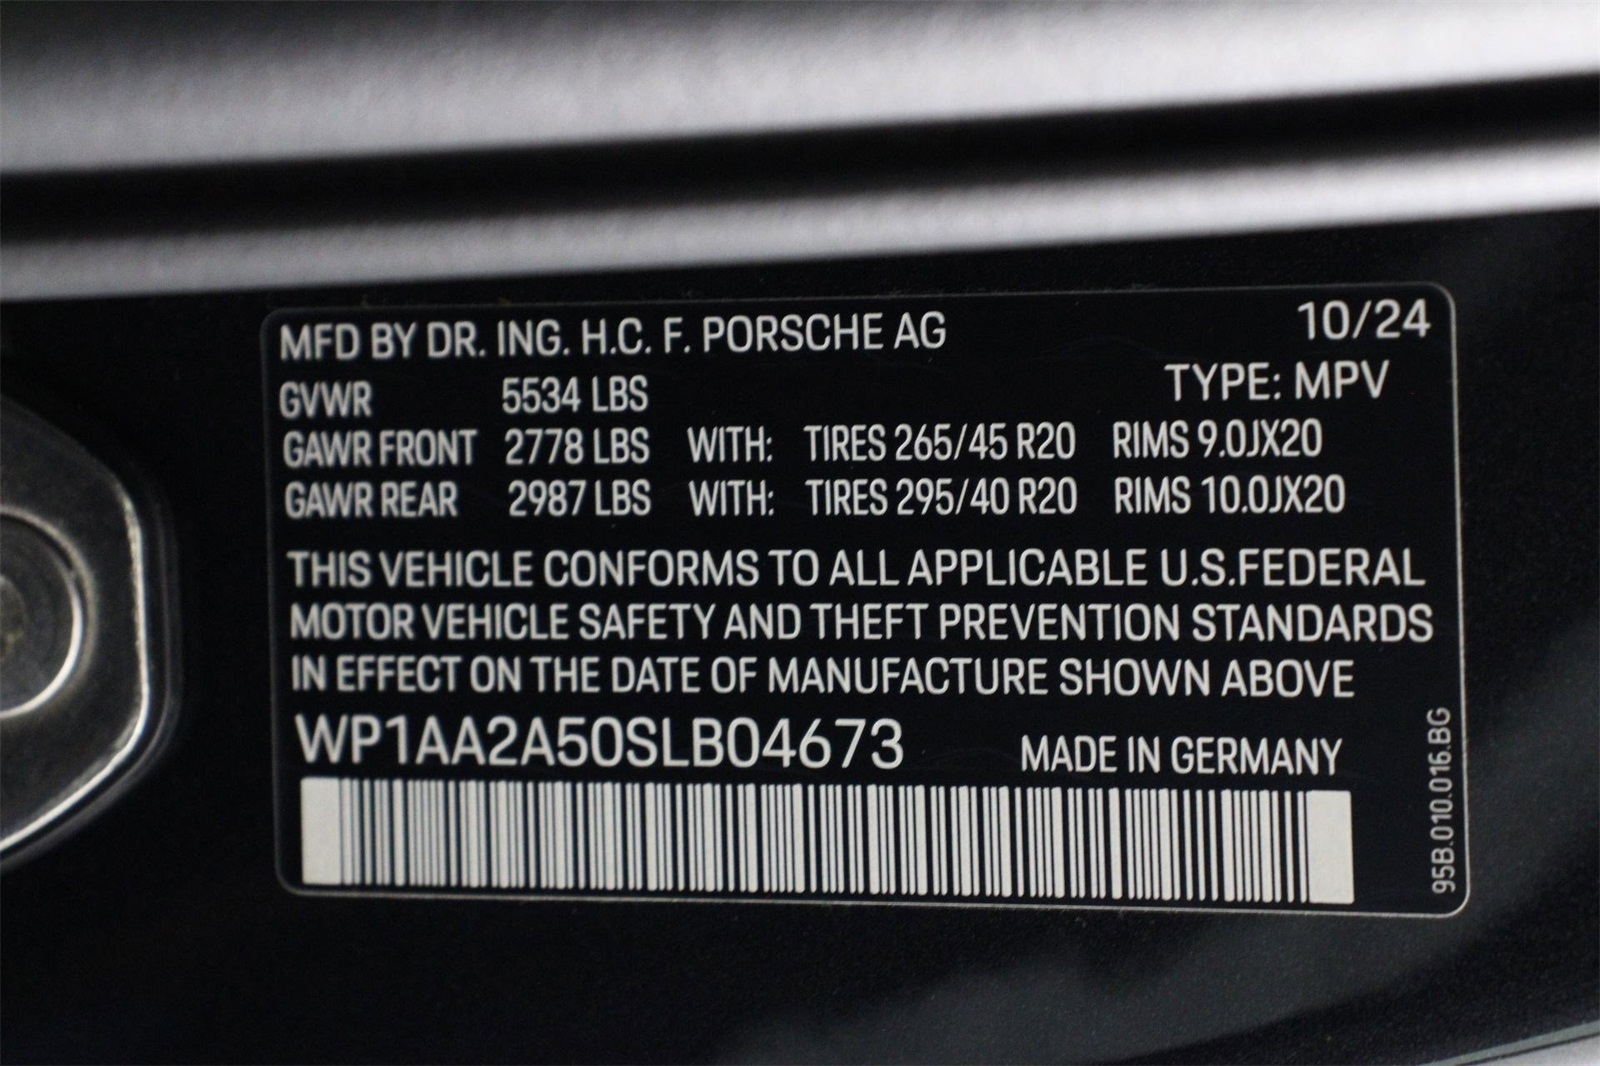 MFD BY DR. ING. H.C. F. PORSCHE AG 10/24
GVWR 5534 LBS TYPE: MPV
GAWR FRONT 2778 LBS WITH: TIRES 265/45 R20 RIMS 9.0JX20
GAWR REAR 2987 LBS WITH: TIRES 295/40 R20 RIMS 10.0JX20
THIS VEHICLE CONFORMS TO ALL APPLICABLE U.S.FEDERAL
MOTOR VEHICLE SAFETY AND THEFT PREVENTION STANDARDS
IN EFFECT ON THE DATE OF MANUFACTURE SHOWN ABOVE
WP1AA2A50SLB04673 MADE IN GERMANY
95B.010.016.BG